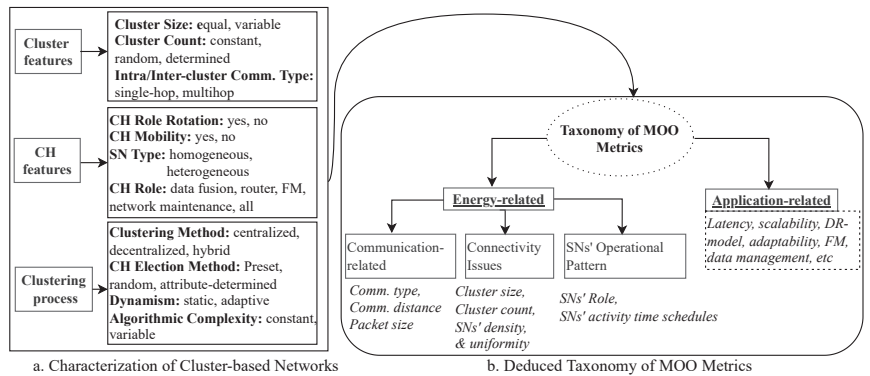 Cluster
features
Cluster Size: equal, variable
Cluster Count: constant,
random, determined
Intra/Inter-cluster Comm. Type:
single-hop, multihop
CH
features
CH Role Rotation: yes, no
CH Mobility: yes, no
SN Type: homogeneous,
heterogeneous
CH Role: data fusion, router, FM,
network maintenance, all
Clustering
process
Clustering Method: centralized,
decentralized, hybrid
CH Election Method: Preset,
random, attribute-determined
Dynamism: static, adaptive
Algorithmic Complexity: constant,
variable
a. Characterization of Cluster-based Networks
Taxonomy of MOO
Metrics
Energy-related
Communication-
related
Comm. type,
Comm. distance
Packet size
Connectivity
Issues
Cluster size,
Cluster count,
SNs' density,
& uniformity
SNs' Operational
Pattern
SNs' Role,
SNs' activity time schedules
Application-related
Latency, scalability, DR-
model, adaptability, FM,
data management, etc
b. Deduced Taxonomy of MOO Metrics